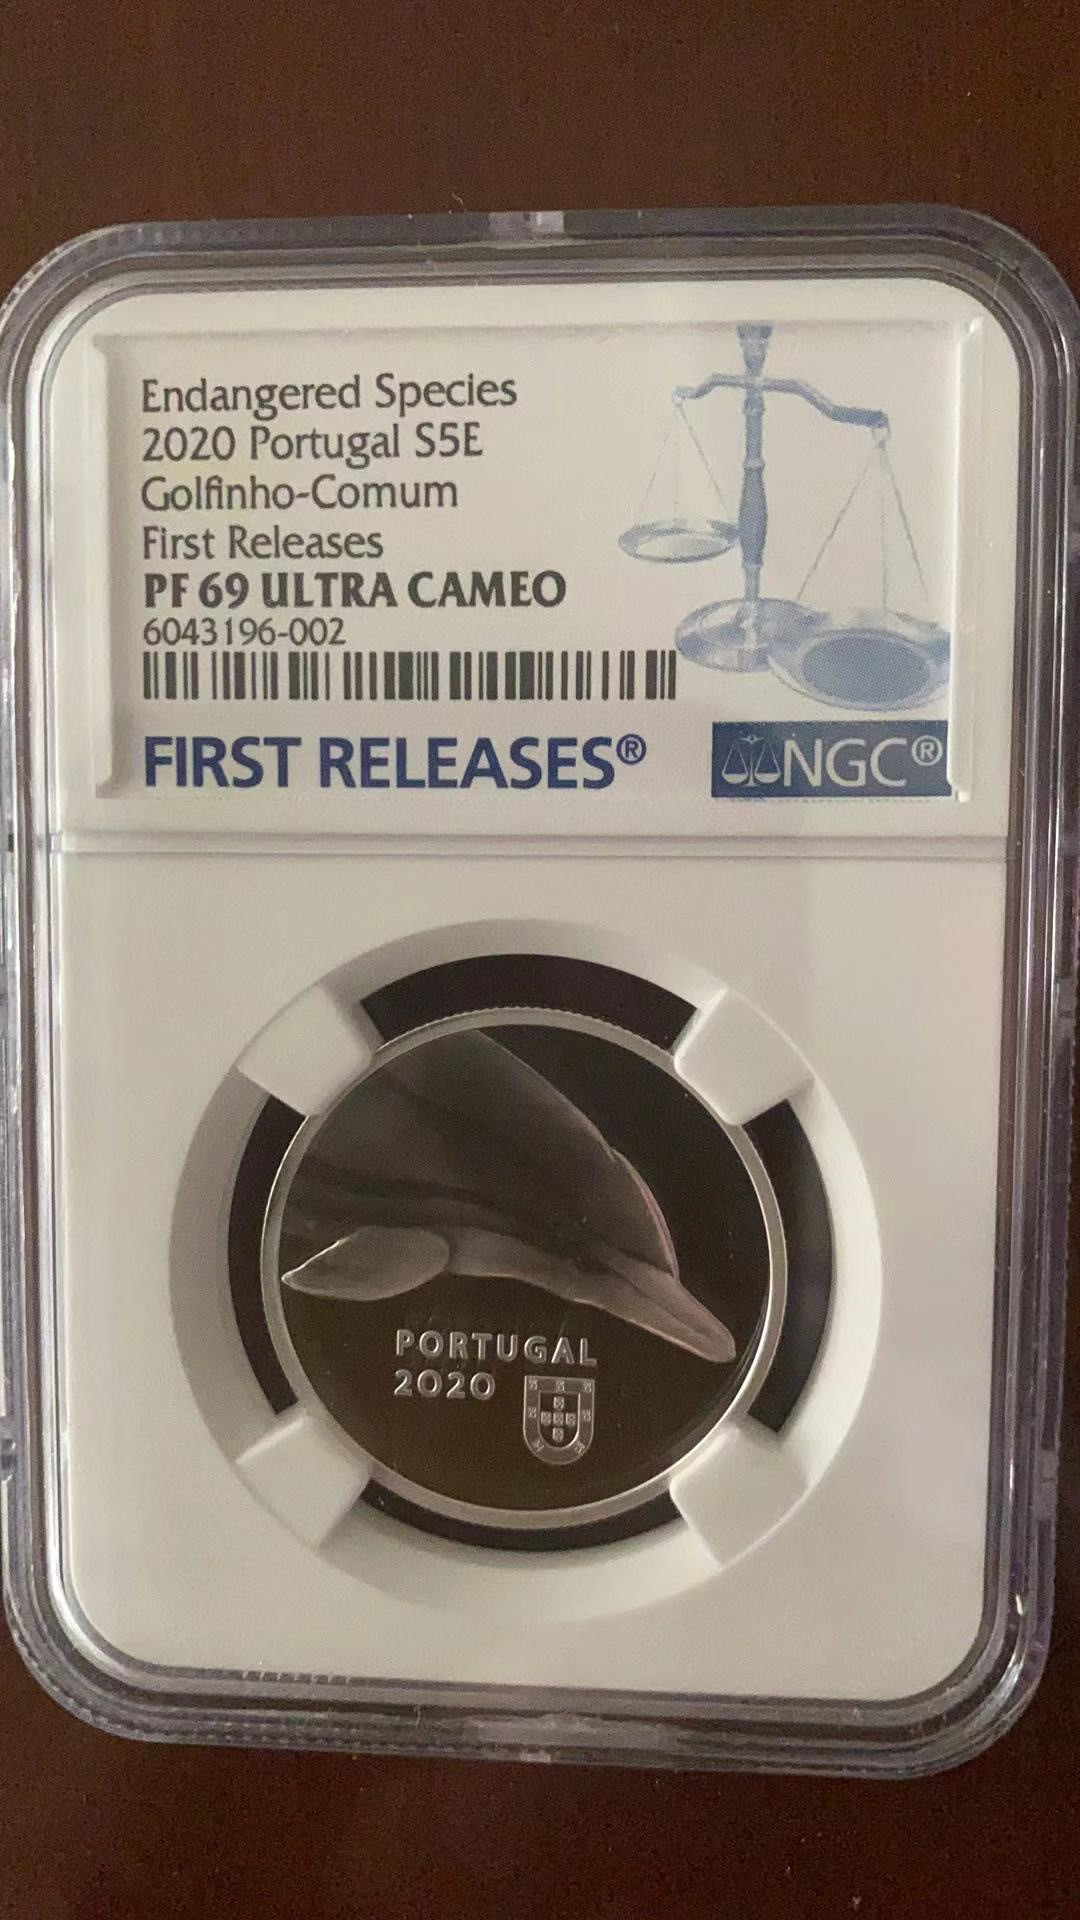 Endangered Species
2020 Portugal S5E
Golfinho-Comum
First Releases
PF 69 ULTRA CAMEO
6043196-002
FIRST RELEASES®
NGC®
PORTUGAL
2020